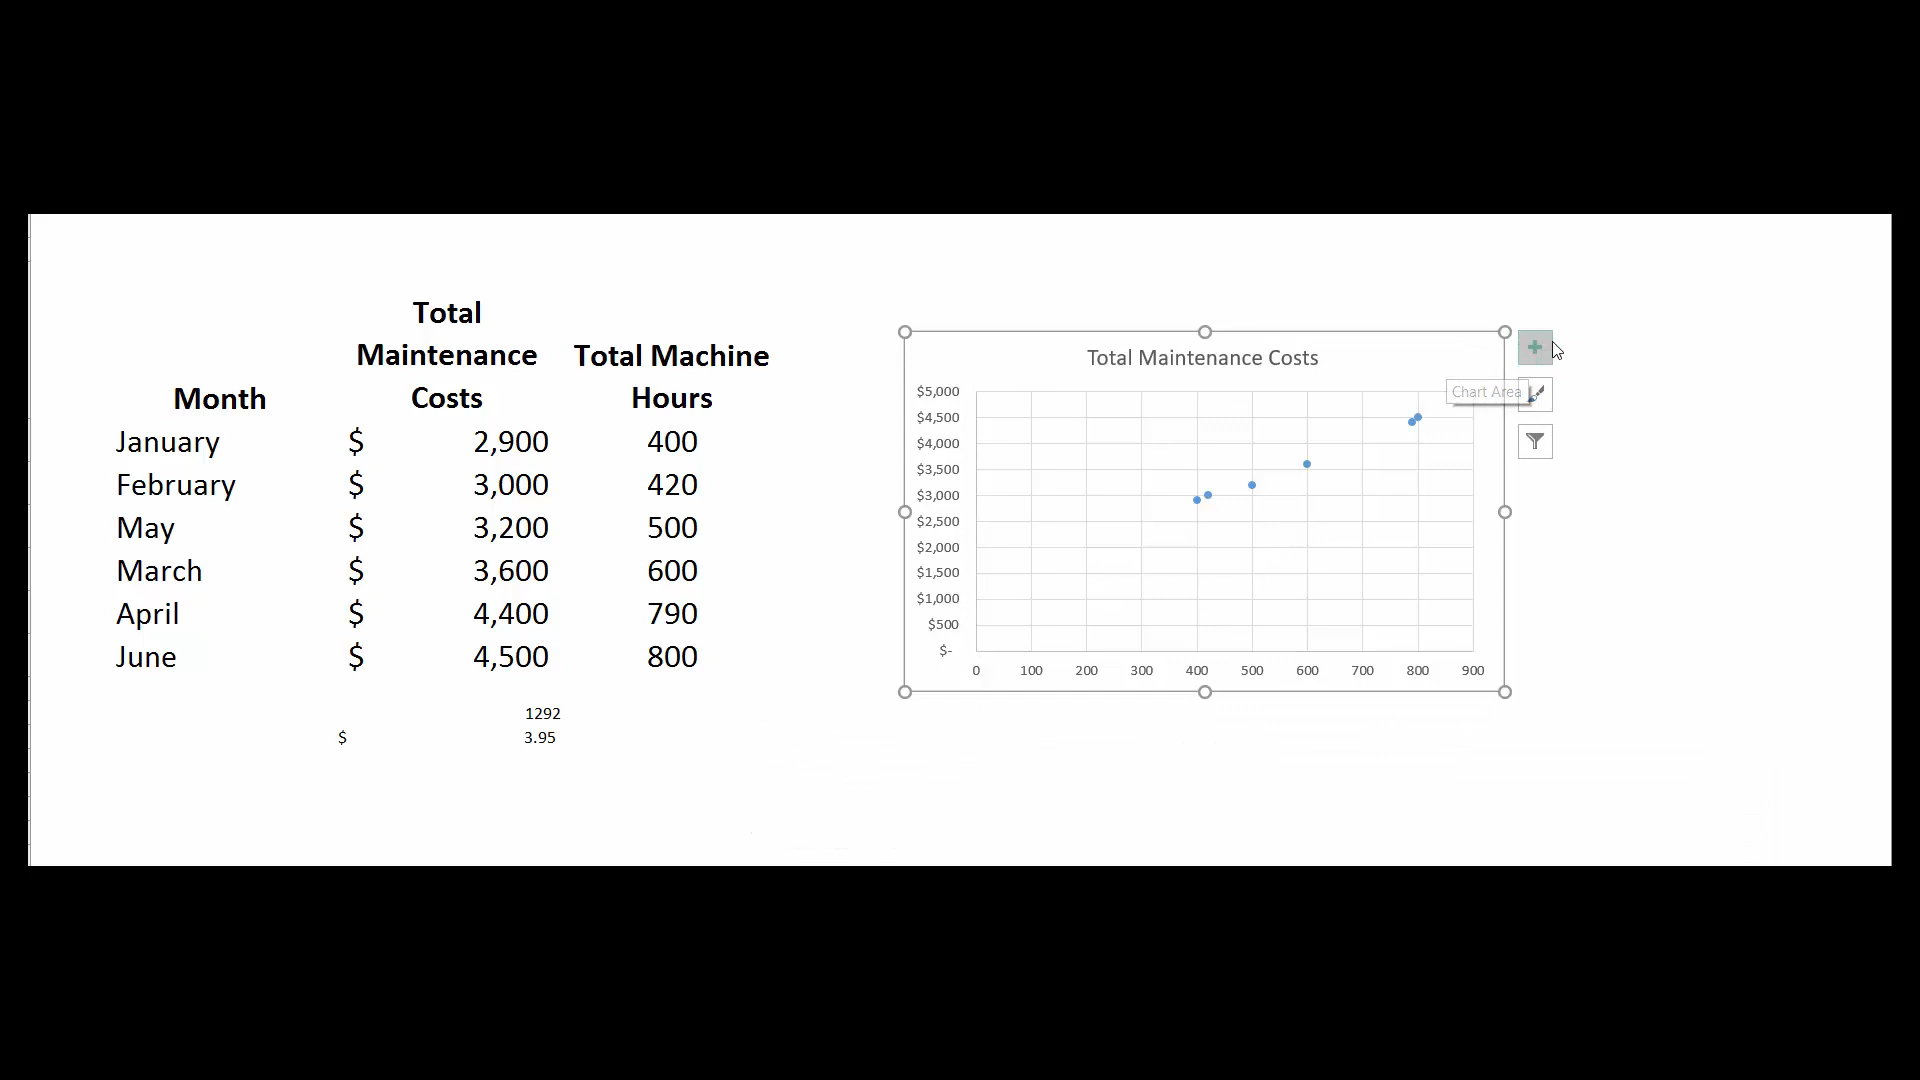 Total
Maintenance
Costs
Total Machine
Hours
Month
January $ 2,900 400
February $ 3,000 420
May $ 3,200 500
March $ 3,600 600
April $ 4,400 790
June $ 4,500 800
1292
$ 3.95
Total Maintenance Costs
Chart Area
$5,000
$4,500
$4,000
$3,500
$3,000
$2,500
$2,000
$1,500
$1,000
$500
$-
0 100 200 300 400 500 600 700 800 900